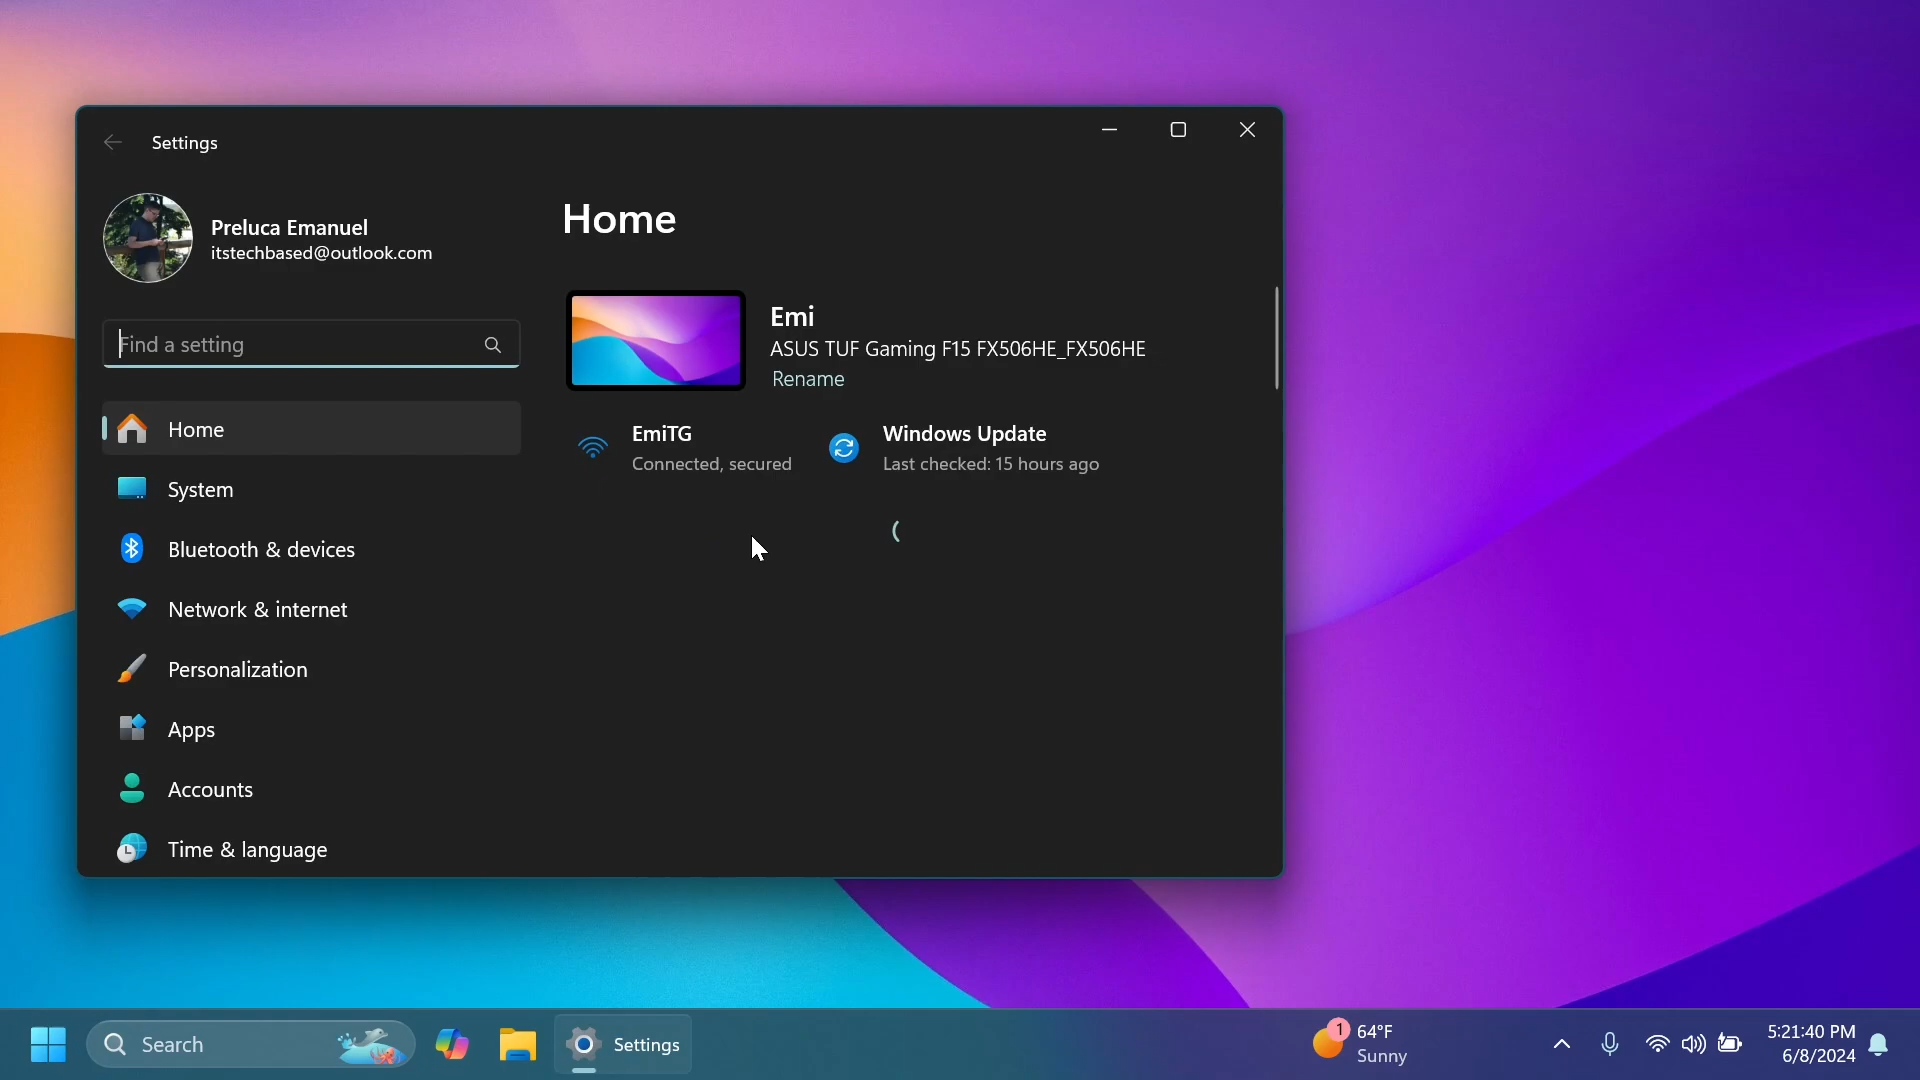 Settings
Preluca Emanuel
itstechbased@outlook.com
Find a setting
Home
System
Bluetooth & devices
Network & internet
Personalization
Apps
Accounts
Time & language
Home
Emi
ASUS TUF Gaming F15 FX506HE_FX506HE
Rename
EmiTG
Connected, secured
Windows Update
Last checked: 15 hours ago
Search
Settings
1
64°F
Sunny
5:21:40 PM
6/8/2024